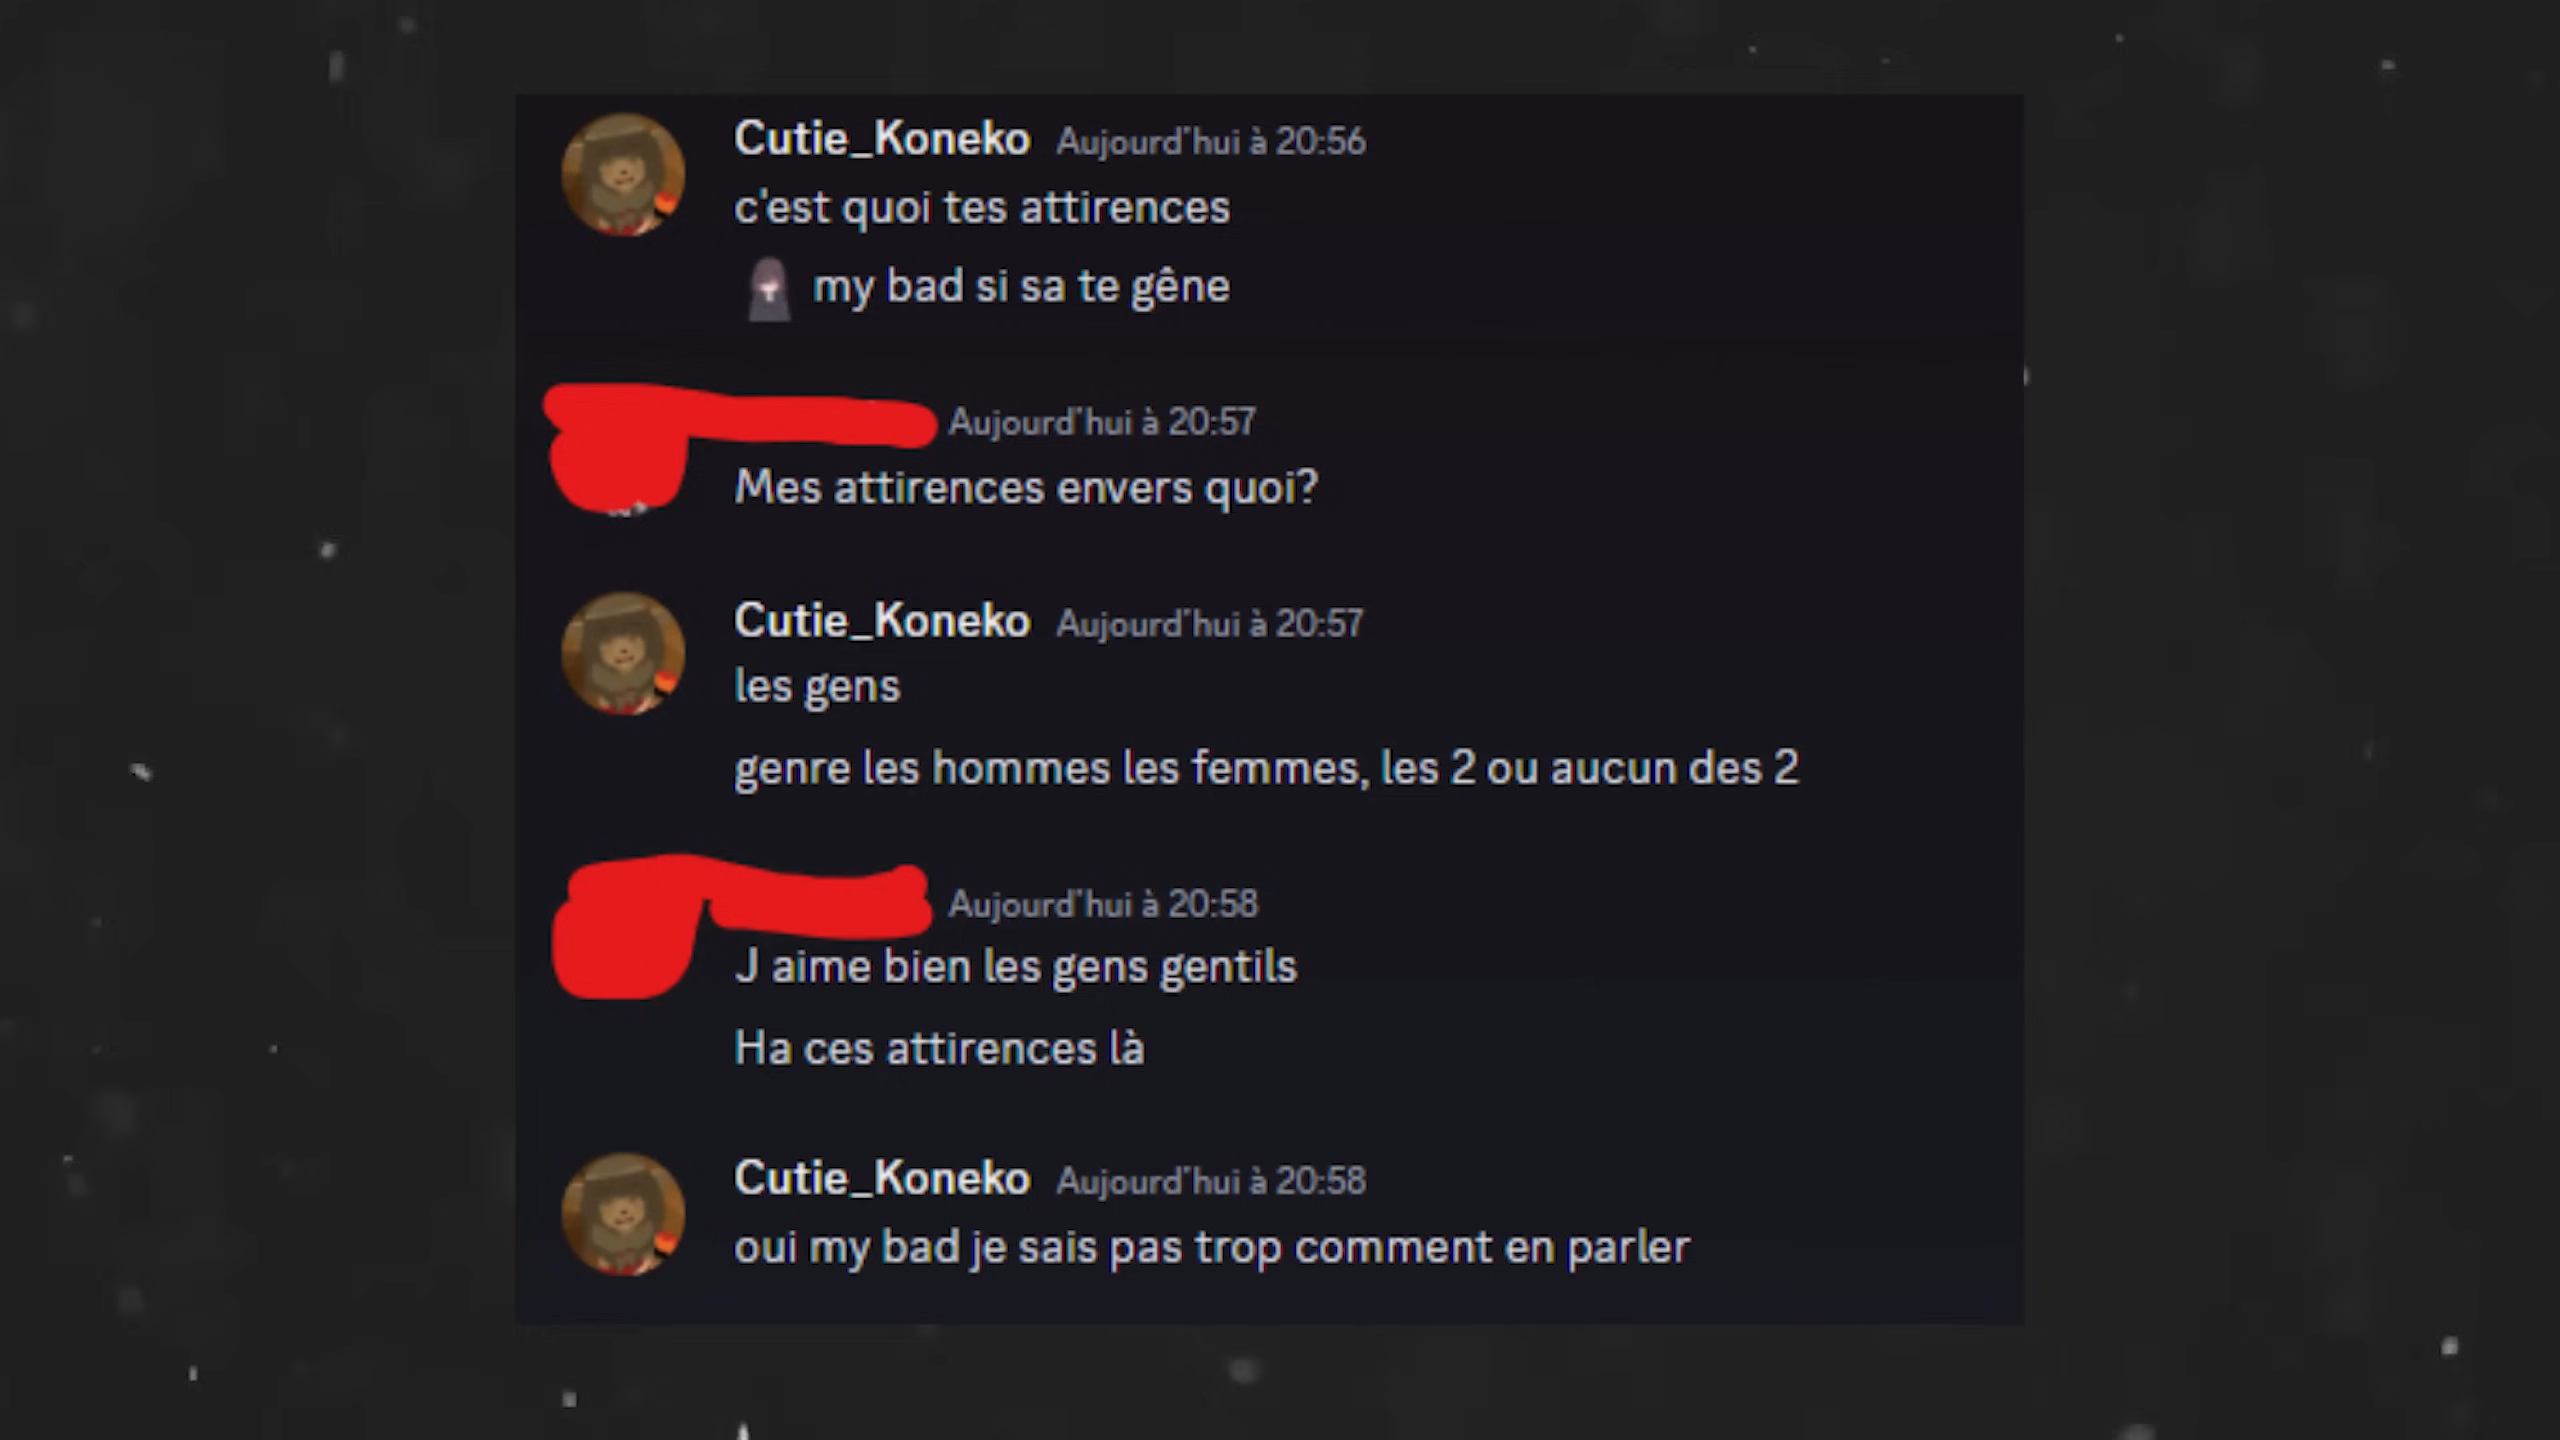 Cutie_Koneko Aujourd'hui à 20:56
c'est quoi tes attirences
my bad si sa te gêne
Aujourd'hui à 20:57
Mes attirences envers quoi?
Cutie_Koneko Aujourd'hui à 20:57
les gens
genre les hommes les femmes, les 2 ou aucun des 2
Aujourd'hui à 20:58
J aime bien les gens gentils
Ha ces attirences là
Cutie_Koneko Aujourd'hui à 20:58
oui my bad je sais pas trop comment en parler